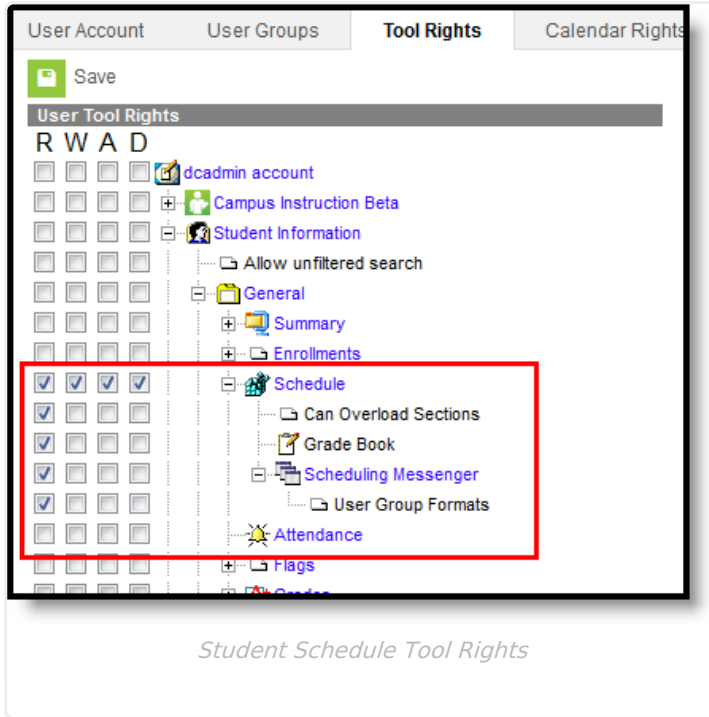 User Account User Groups Tool Rights Calendar Rights
Save
User Tool Rights
R W A D
dcadmin account
Campus Instruction Beta
Student Information
Allow unfiltered search
General
Summary
Enrollments
Schedule
Can Overload Sections
Grade Book
Scheduling Messenger
User Group Formats
Attendance
Flags
Grades
Student Schedule Tool Rights